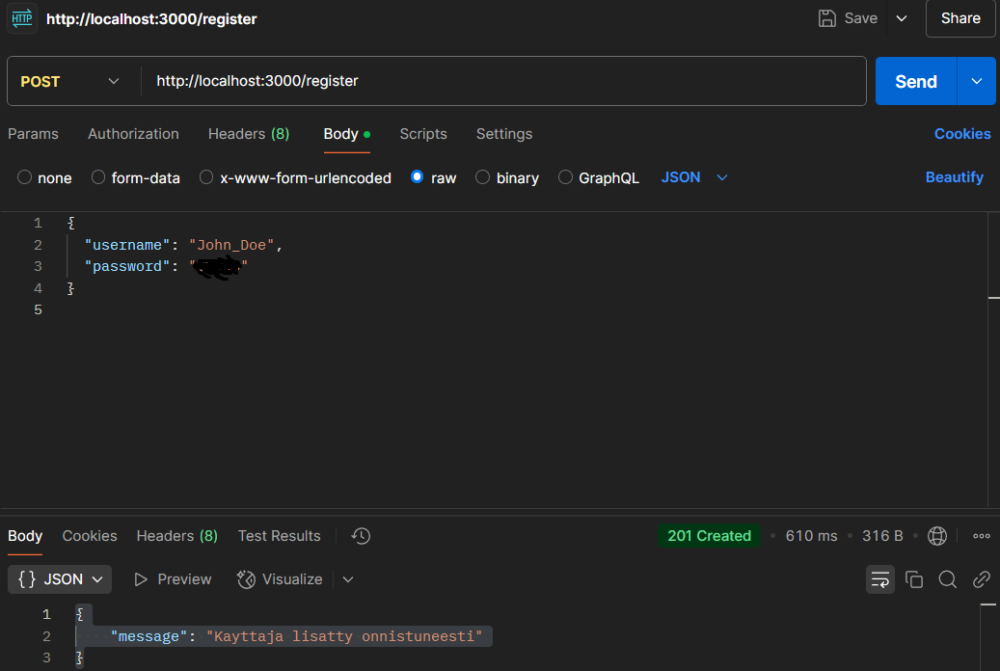 HTTP http://localhost:3000/register Save Share
POST http://localhost:3000/register Send
Params Authorization Headers (8) Body Scripts Settings Cookies
none form-data x-www-form-urlencoded raw binary GraphQL JSON Beautify
1 {
2 "username": "John_Doe",
3 "password": " "
4 }
5
Body Cookies Headers (8) Test Results 201 Created • 610 ms • 316 B •
{} JSON Preview Visualize
1 {
2 "message": "Kayttaja lisatty onnistuneesti"
3 }